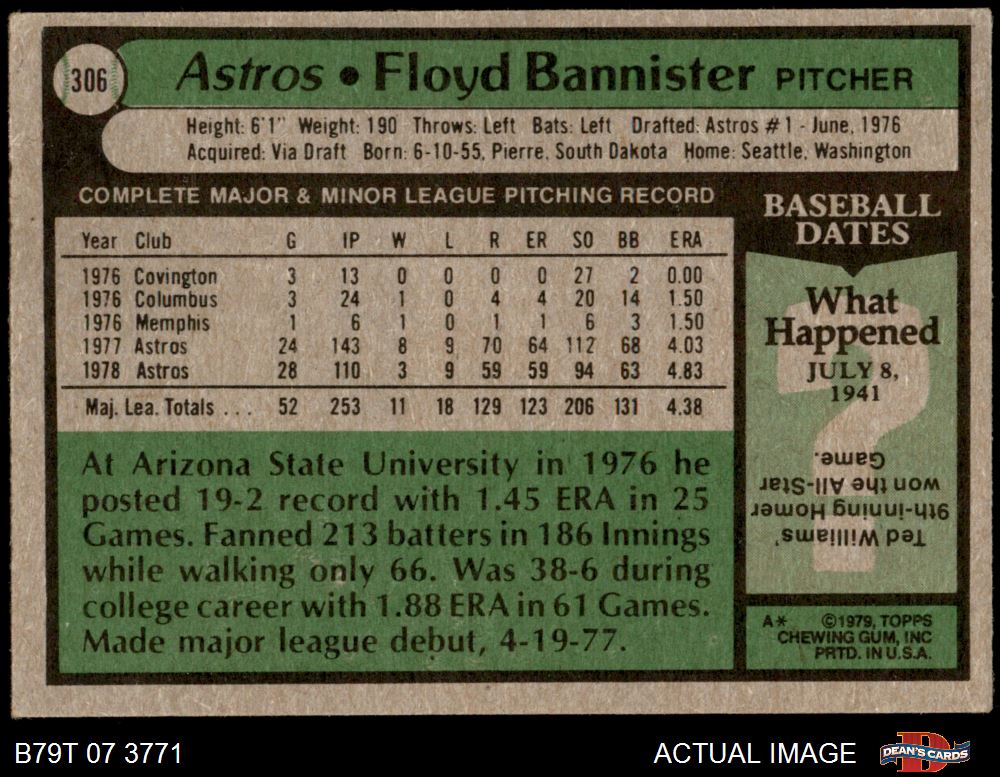 306
Astros • Floyd Bannister PITCHER
Height: 6'1" Weight: 190 Throws: Left Bats: Left Drafted: Astros #1 - June, 1976
Acquired: Via Draft Born: 6-10-55, Pierre, South Dakota Home: Seattle, Washington
COMPLETE MAJOR & MINOR LEAGUE PITCHING RECORD
Year Club G IP W L R ER SO BB ERA
1976 Covington 3 13 0 0 0 0 27 2 0.00
1976 Columbus 3 24 1 0 4 4 20 14 1.50
1976 Memphis 1 6 1 0 1 1 6 3 1.50
1977 Astros 24 143 8 9 70 64 112 68 4.03
1978 Astros 28 110 3 9 59 59 94 63 4.83
Maj. Lea. Totals . . . 52 253 11 18 129 123 206 131 4.38
At Arizona State University in 1976 he
posted 19-2 record with 1.45 ERA in 25
Games. Fanned 213 batters in 186 Innings
while walking only 66. Was 38-6 during
college career with 1.88 ERA in 61 Games.
Made major league debut, 4-19-77.
BASEBALL
DATES
What
Happened
JULY 8,
1941
Ted Williams'
9th-inning Homer
won the All-Star
Game.
A* ©1979, TOPPS
CHEWING GUM, INC
PRTD. IN U.S.A.
B79T 07 3771
ACTUAL IMAGE
DEAN'S CARDS